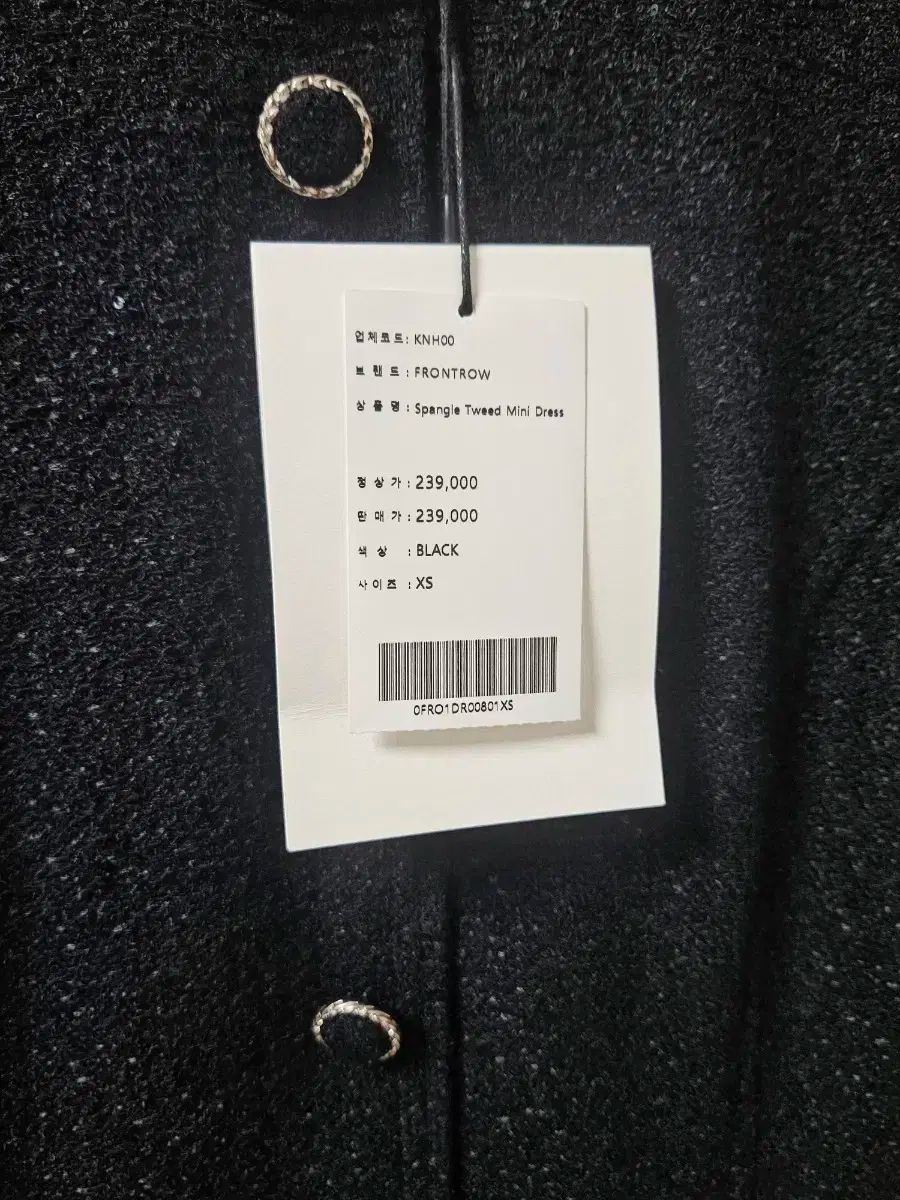 업체코드: KNH00
브랜드: FRONTROW
상품명: Spangle Tweed Mini Dress
정상가: 239,000
판매가: 239,000
색상: BLACK
사이즈: XS
0FRO1DR00801XS